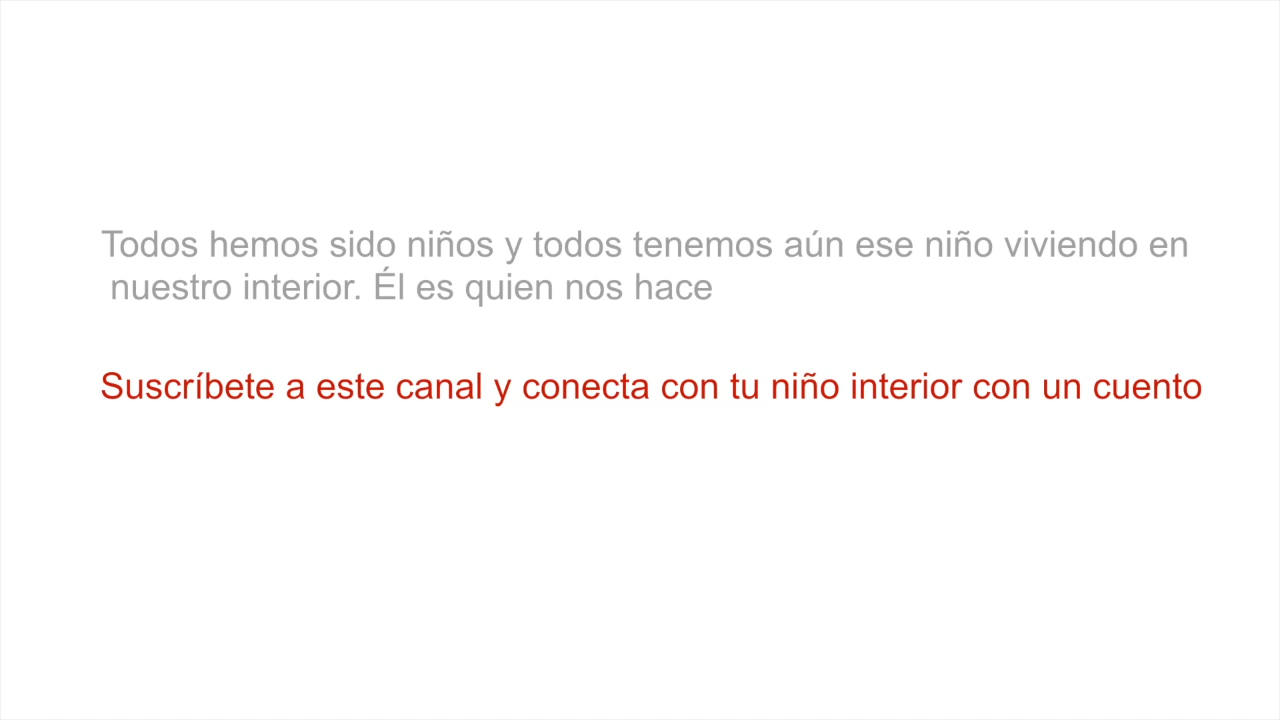 Todos hemos sido niños y todos tenemos aún ese niño viviendo en
nuestro interior. Él es quien nos hace
Suscríbete a este canal y conecta con tu niño interior con un cuento